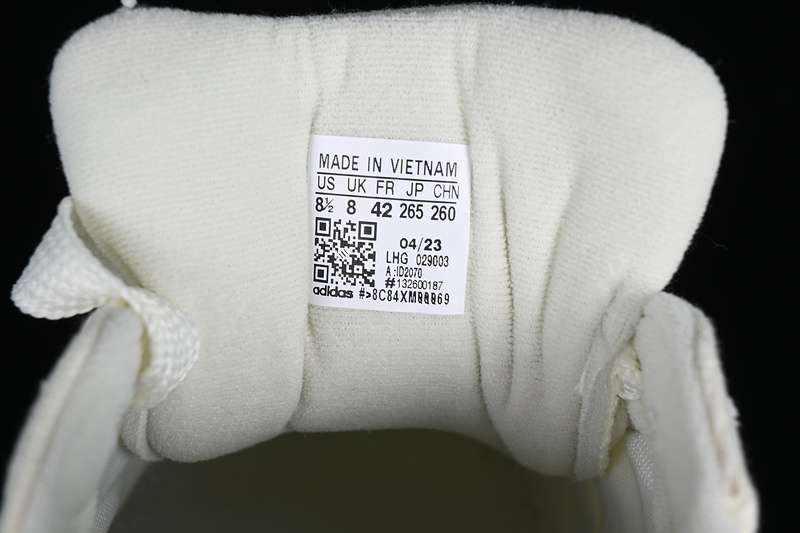 MADE IN VIETNAM
US UK FR JP CHN
8½ 8 42 265 260
04/23
LHG 029003
A:ID2070
#132600187
adidas